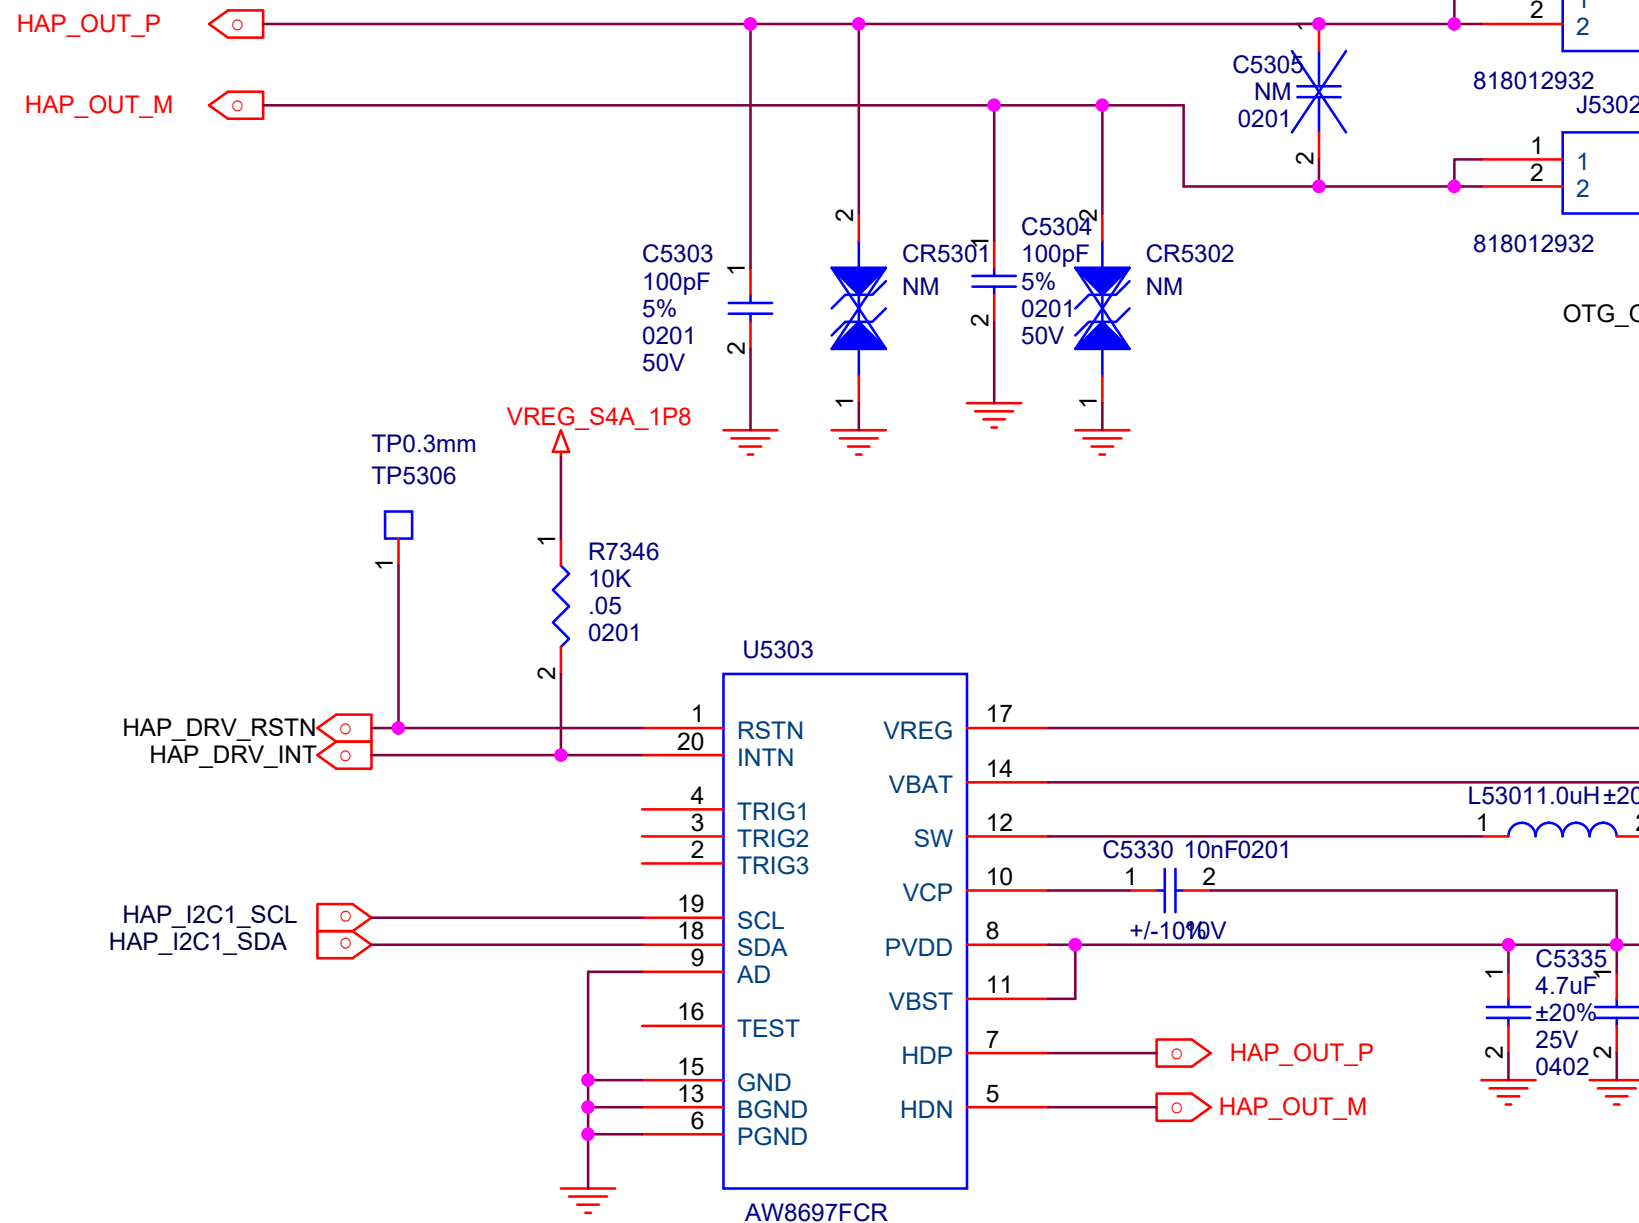 HAP_OUT_P
2
2
1
C5305
NM
0201
2
818012932
HAP_OUT_M
J5302
1
2
1
2
818012932
C5303
100pF
5%
0201
50V
1
2
2
CR5301
NM
1
1
2
C5304
100pF
5%
0201
50V
2
CR5302
NM
1
OTG_
VREG_S4A_1P8
TP0.3mm
TP5306
1
1
R7346
10K
.05
0201
2
U5303
HAP_DRV_RSTN
1
RSTN
HAP_DRV_INT
20
INTN
4
TRIG1
3
TRIG2
2
TRIG3
HAP_I2C1_SCL
19
SCL
HAP_I2C1_SDA
18
SDA
9
AD
16
TEST
15
GND
13
BGND
6
PGND
VREG
17
VBAT
14
SW
12
L5301 1.0uH ±20
1
VCP
10
C5330 10nF 0201
1
2
+/-10%
PVDD
8
VBST
11
C5335
4.7uF
±20%
25V
0402
1
2
1
2
HDP
7
HAP_OUT_P
HDN
5
HAP_OUT_M
AW8697FCR